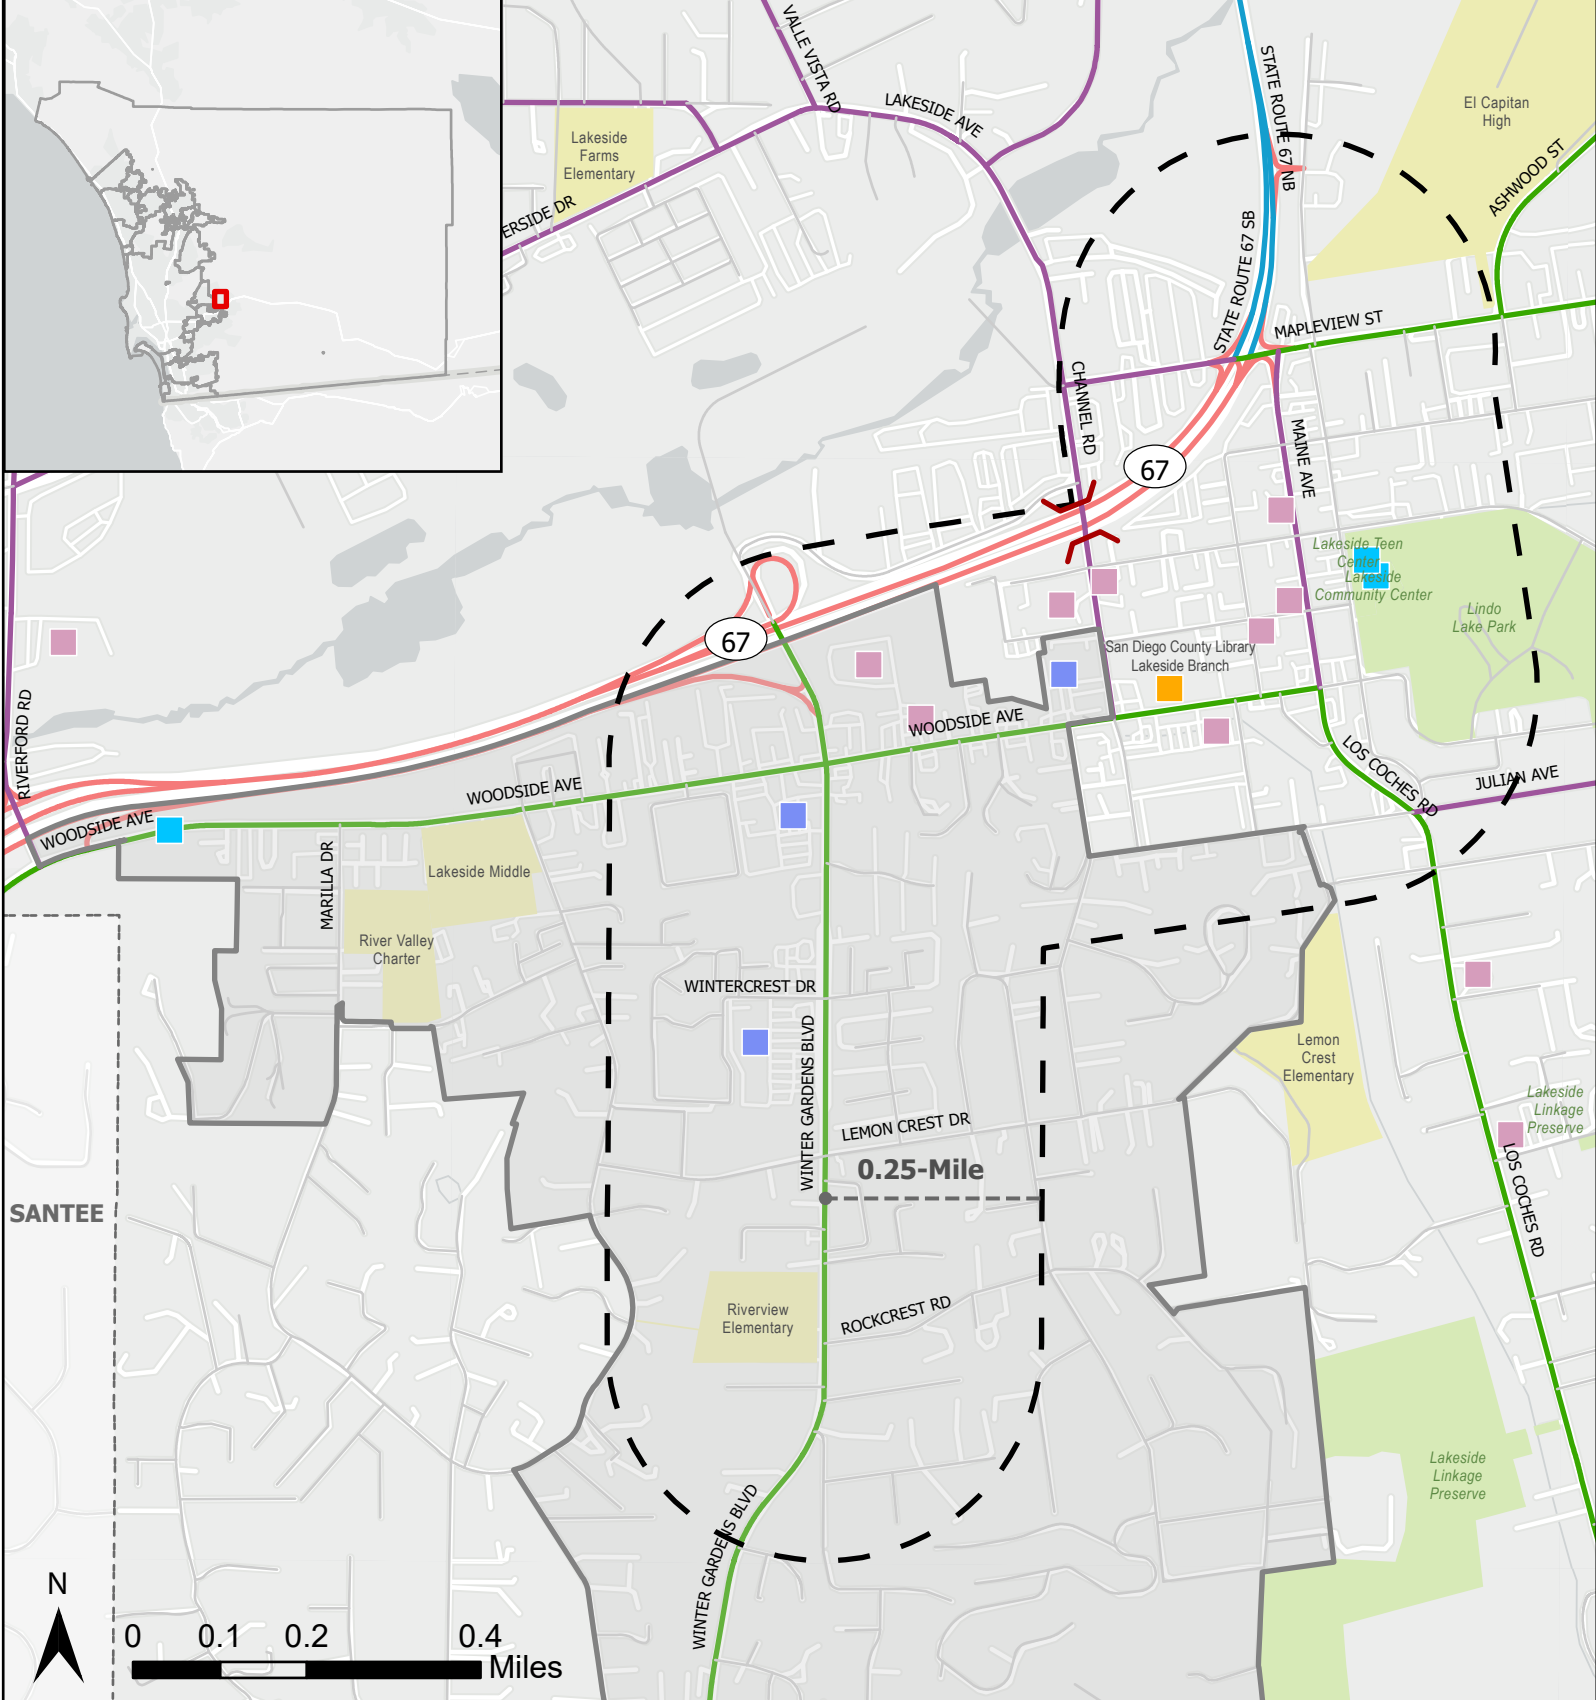 VALLE VISTA RD
LAKESIDE AVE
STATE ROUTE 67 NB
El Capitan
High
ASHWOOD ST
Lakeside
Farms
Elementary
ERSIDE DR
STATE ROUTE 67 SB
MAPLEVIEW ST
CHANNEL RD
67
MAINE AVE
Lakeside Teen
Center
Lakeside
Community Center
Lindo
Lake Park
67
San Diego County Library
Lakeside Branch
RIVERFORD RD
WOODSIDE AVE
WOODSIDE AVE
WOODSIDE AVE
LOS COCHES RD
JULIAN AVE
MARILLA DR
Lakeside Middle
River Valley
Charter
WINTERCREST DR
WINTER GARDENS BLVD
Lemon
Crest
Elementary
Lakeside
Linkage
Preserve
LEMON CREST DR
0.25-Mile
SANTEE
LOS COCHES RD
Riverview
Elementary
ROCKCREST RD
Lakeside
Linkage
Preserve
WINTER GARDENS BLVD
N
0 0.1 0.2 0.4
Miles